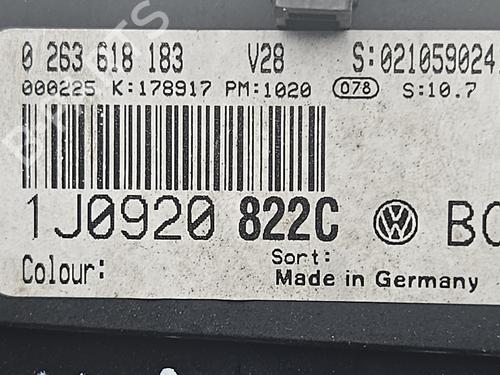 0 263 618 183 V28 S:021059024
000225 K:178917 PM:1020 078 S:10.7
1J0920 822C
Sort:
Colour: Made in Germany